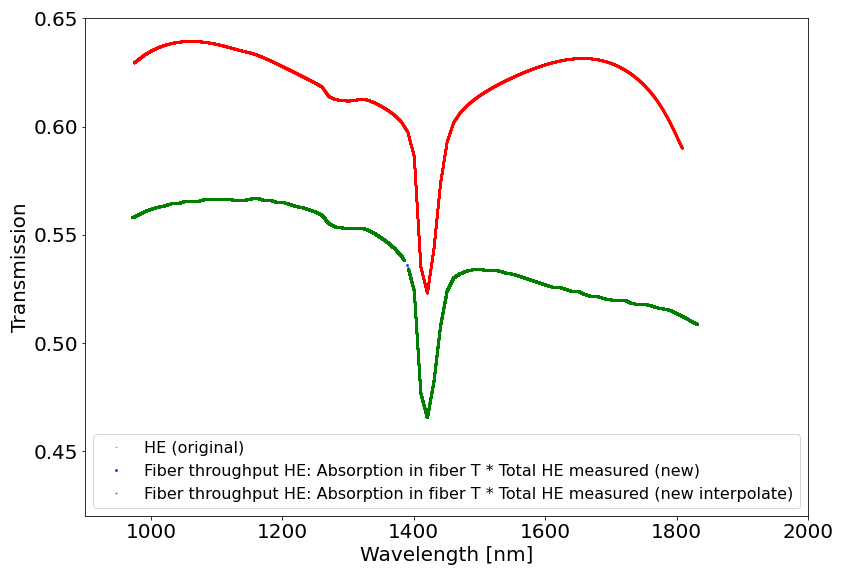 0.65
0.60
0.55
0.50
0.45
Transmission
HE (original)
Fiber throughput HE: Absorption in fiber T * Total HE measured (new)
Fiber throughput HE: Absorption in fiber T * Total HE measured (new interpolate)
1000 1200 1400 1600 1800 2000
Wavelength [nm]